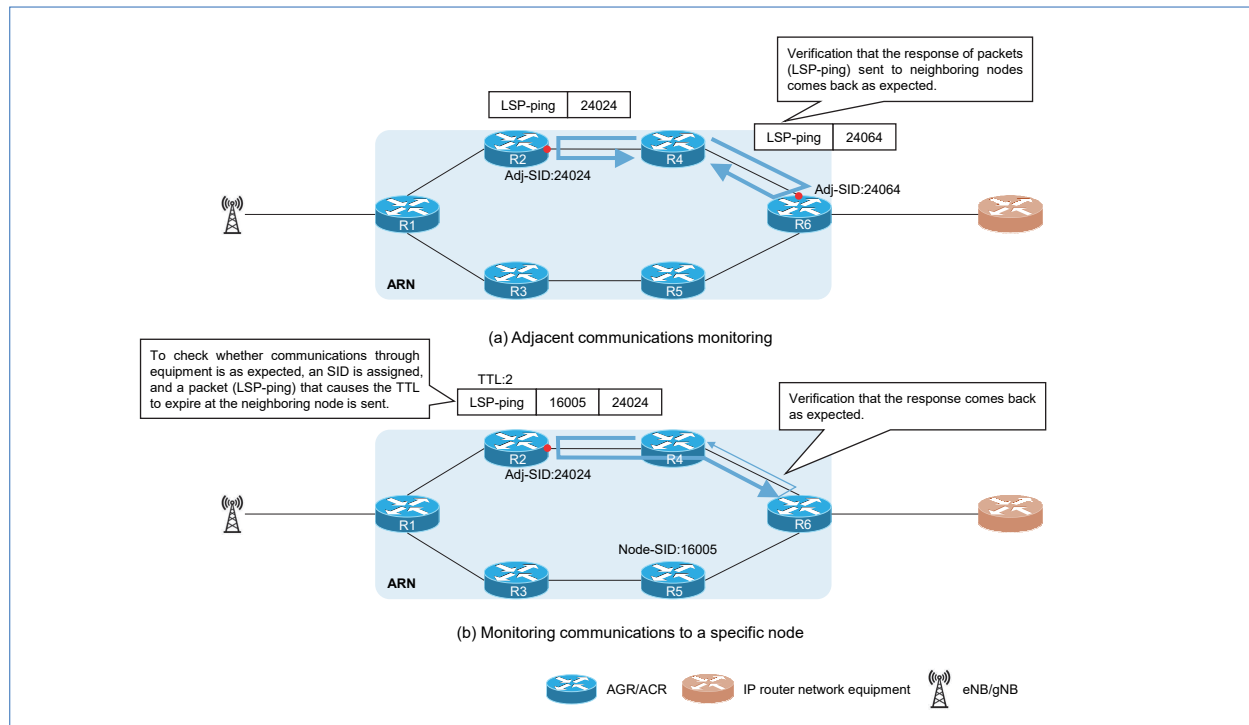 Verification that the response of packets
(LSP-ping) sent to neighboring nodes
comes back as expected.
LSP-ping 24024
LSP-ping 24064
R2
R4
Adj-SID:24024
Adj-SID:24064
R1
R6
R3
R5
ARN
(a) Adjacent communications monitoring
To check whether communications through
equipment is as expected, an SID is assigned,
and a packet (LSP-ping) that causes the TTL
to expire at the neighboring node is sent.
TTL:2
LSP-ping 16005 24024
Verification that the response comes back
as expected.
R2
R4
Adj-SID:24024
R1
R6
Node-SID:16005
R3
R5
ARN
(b) Monitoring communications to a specific node
AGR/ACR
IP router network equipment
eNB/gNB